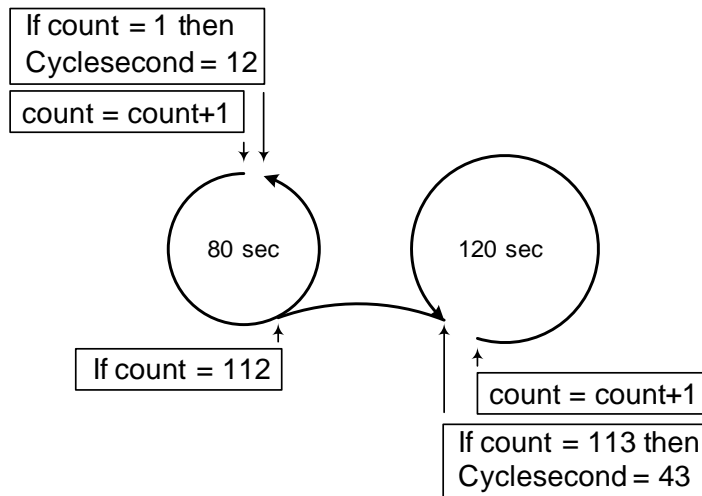 If count = 1 then
Cyclesecond = 12
count = count+1
80 sec
120 sec
If count = 112
count = count+1
If count = 113 then
Cyclesecond = 43